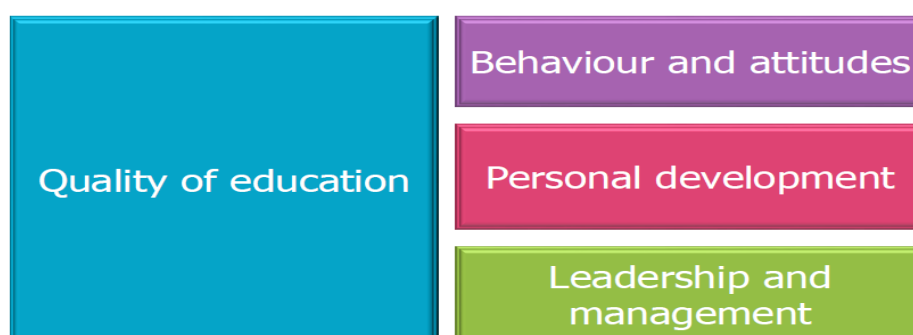 Quality of education
Behaviour and attitudes
Personal development
Leadership and
management